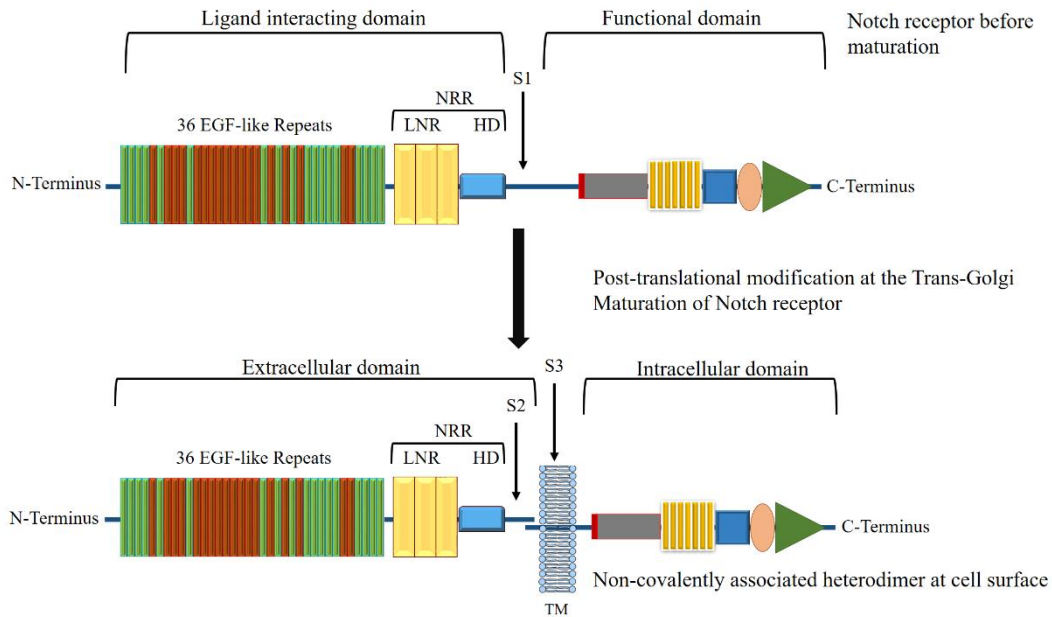 Ligand interacting domain
Functional domain
Notch receptor before
maturation
S1
NRR
36 EGF-like Repeats
LNR
HD
N-Terminus
C-Terminus
Post-translational modification at the Trans-Golgi
Maturation of Notch receptor
Extracellular domain
S3
Intracellular domain
S2
NRR
36 EGF-like Repeats
LNR
HD
N-Terminus
C-Terminus
Non-covalently associated heterodimer at cell surface
TM